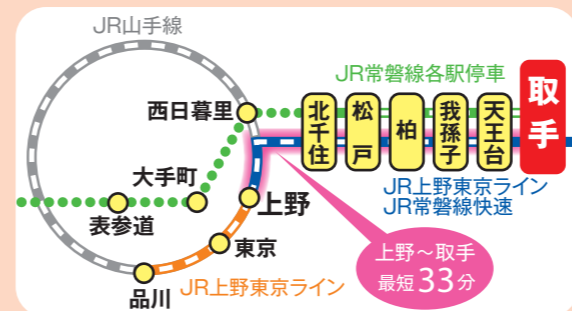 JR山手線
JR常磐線各駅停車
西日暮里
北千住
松戸
柏
我孫子
天王台
取手
大手町
表参道
上野
JR上野東京ライン
JR常磐線快速
東京
品川
JR上野東京ライン
上野～取手
最短33分